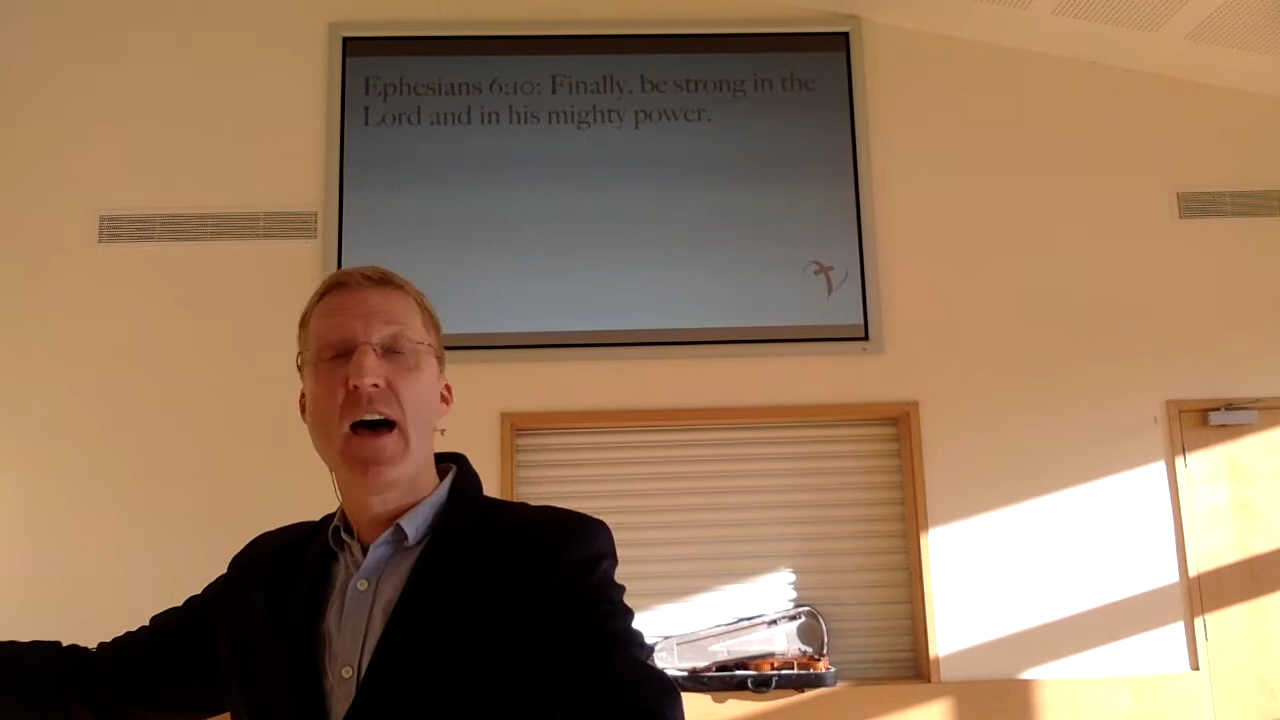 Ephesians 6:10: Finally, be strong in the
Lord and in his mighty power.